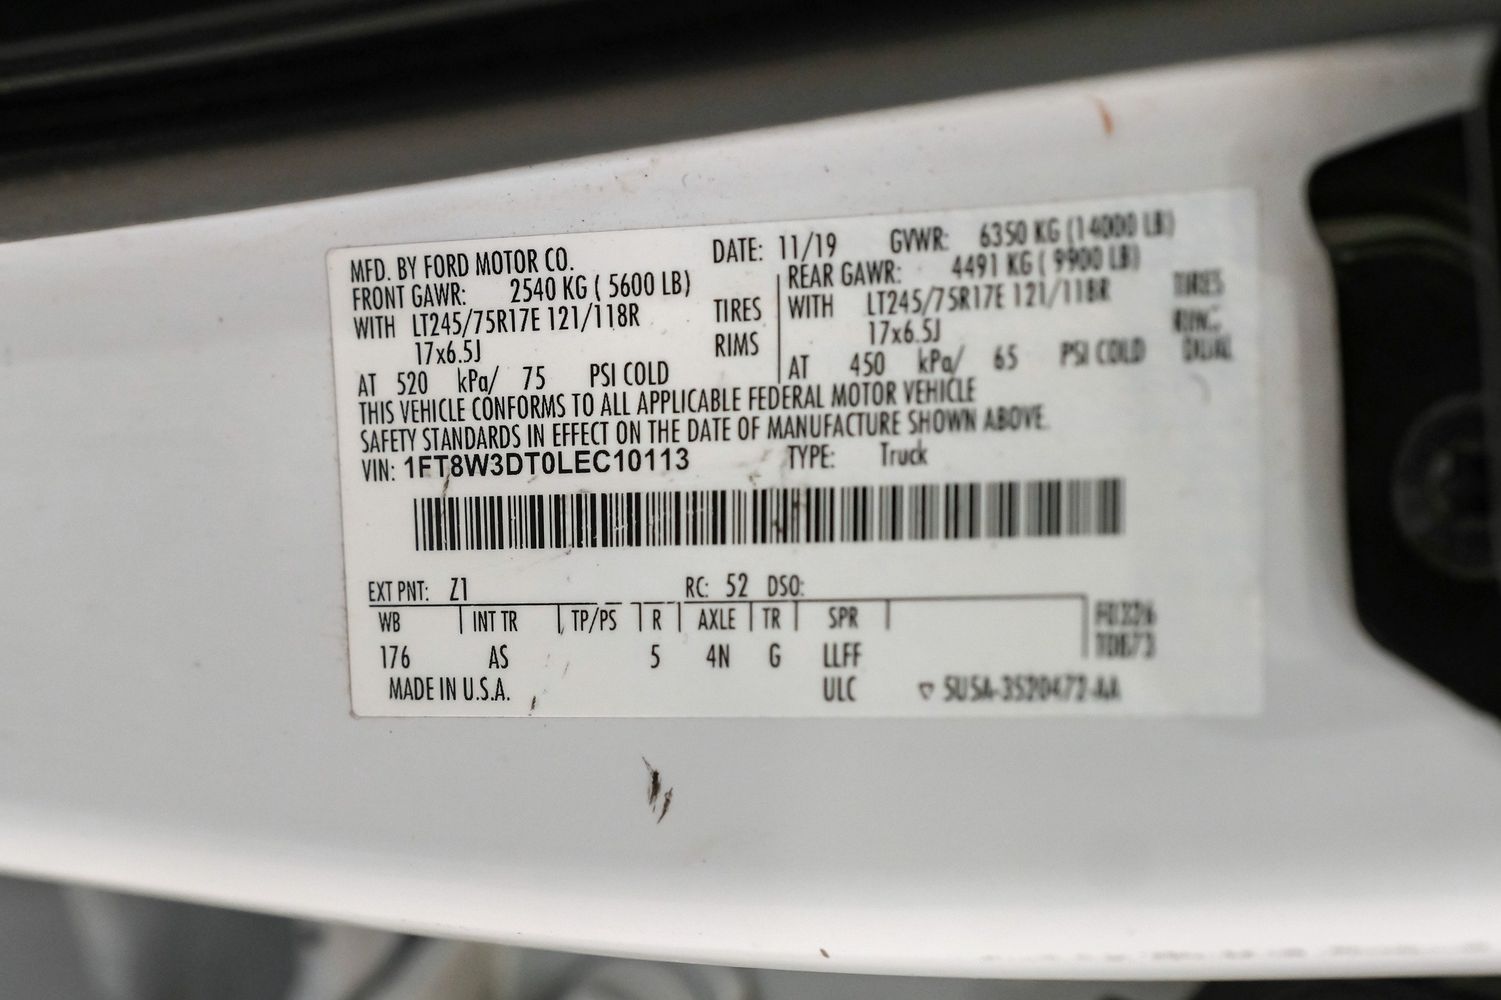 MFD. BY FORD MOTOR CO. DATE: 11/19 GVWR: 6350 KG (14000 LB)
FRONT GAWR: 2540 KG ( 5600 LB) REAR GAWR: 4491 KG ( 9900 LB)
WITH LT245/75R17E 121/118R TIRES WITH LT245/75R17E 121/118R TIRES
17x6.5J RIMS 17x6.5J
AT 520 kPa/ 75 PSI COLD AT 450 kPa/ 65 PSI COLD DUAL
THIS VEHICLE CONFORMS TO ALL APPLICABLE FEDERAL MOTOR VEHICLE
SAFETY STANDARDS IN EFFECT ON THE DATE OF MANUFACTURE SHOWN ABOVE.
VIN: 1FT8W3DT0LEC10113 TYPE: Truck
EXT PNT: Z1 RC: 52 DSO:
WB INT TR TP/PS R AXLE TR SPR
176 AS 5 4N G LLFF
MADE IN U.S.A. ULC 5U5A-3520472-AA